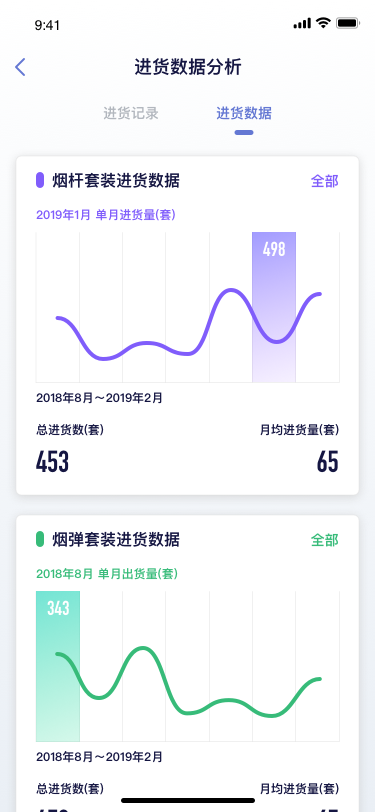 9:41
进货数据分析
进货记录 进货数据
烟杆套装进货数据 全部
2019年1月 单月进货量(套)
498
2018年8月～2019年2月
总进货数(套) 月均进货量(套)
453 65
烟弹套装进货数据 全部
2018年8月 单月出货量(套)
343
2018年8月～2019年2月
总进货数(套) 月均进货量(套)